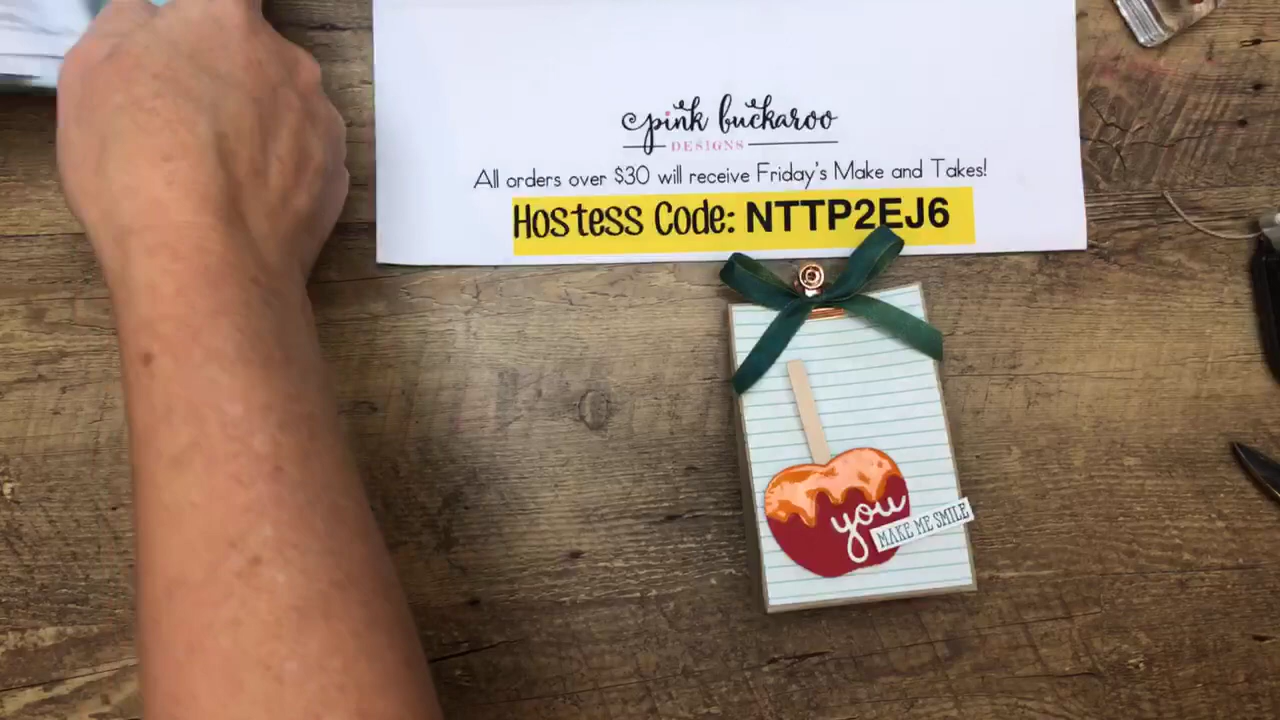 pink buckaroo
DESIGNS
All orders over $30 will receive Friday's Make and Takes!
Hostess Code: NTTP2EJ6
you
MAKE ME SMILE